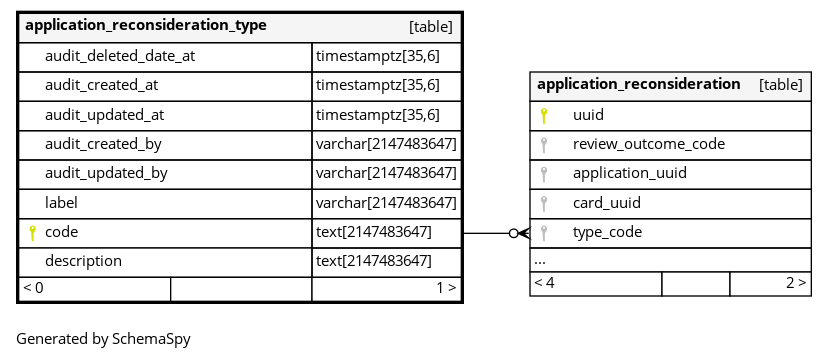 application_reconsideration_type [table]
audit_deleted_date_at timestamptz[35,6]
audit_created_at timestamptz[35,6]
audit_updated_at timestamptz[35,6]
audit_created_by varchar[2147483647]
audit_updated_by varchar[2147483647]
label varchar[2147483647]
code text[2147483647]
description text[2147483647]
< 0 1 >
application_reconsideration [table]
uuid
review_outcome_code
application_uuid
card_uuid
type_code
...
< 4 2 >
Generated by SchemaSpy